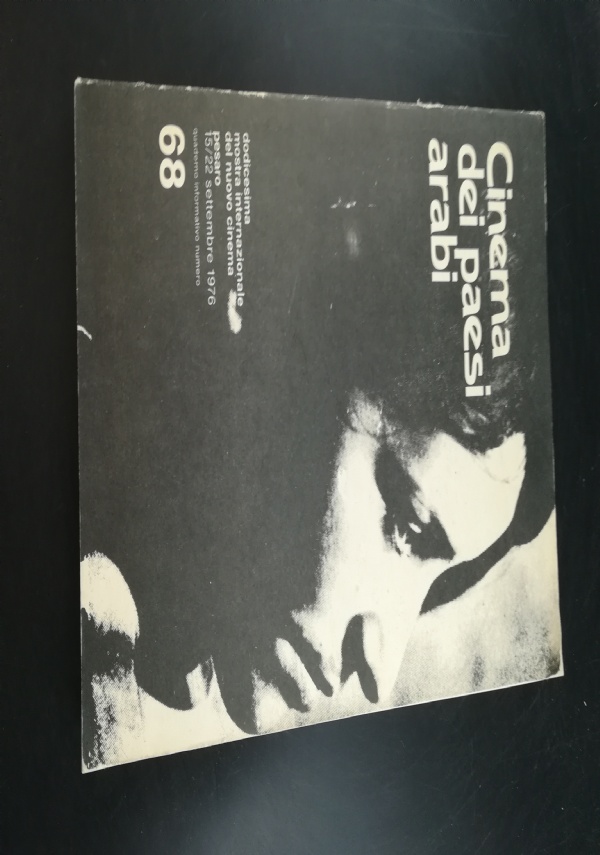 Cinema
dei paesi
arabi
dodicesima
mostra internazionale
del nuovo cinema
pesaro
15/22 settembre 1976
quaderno informativo numero
68